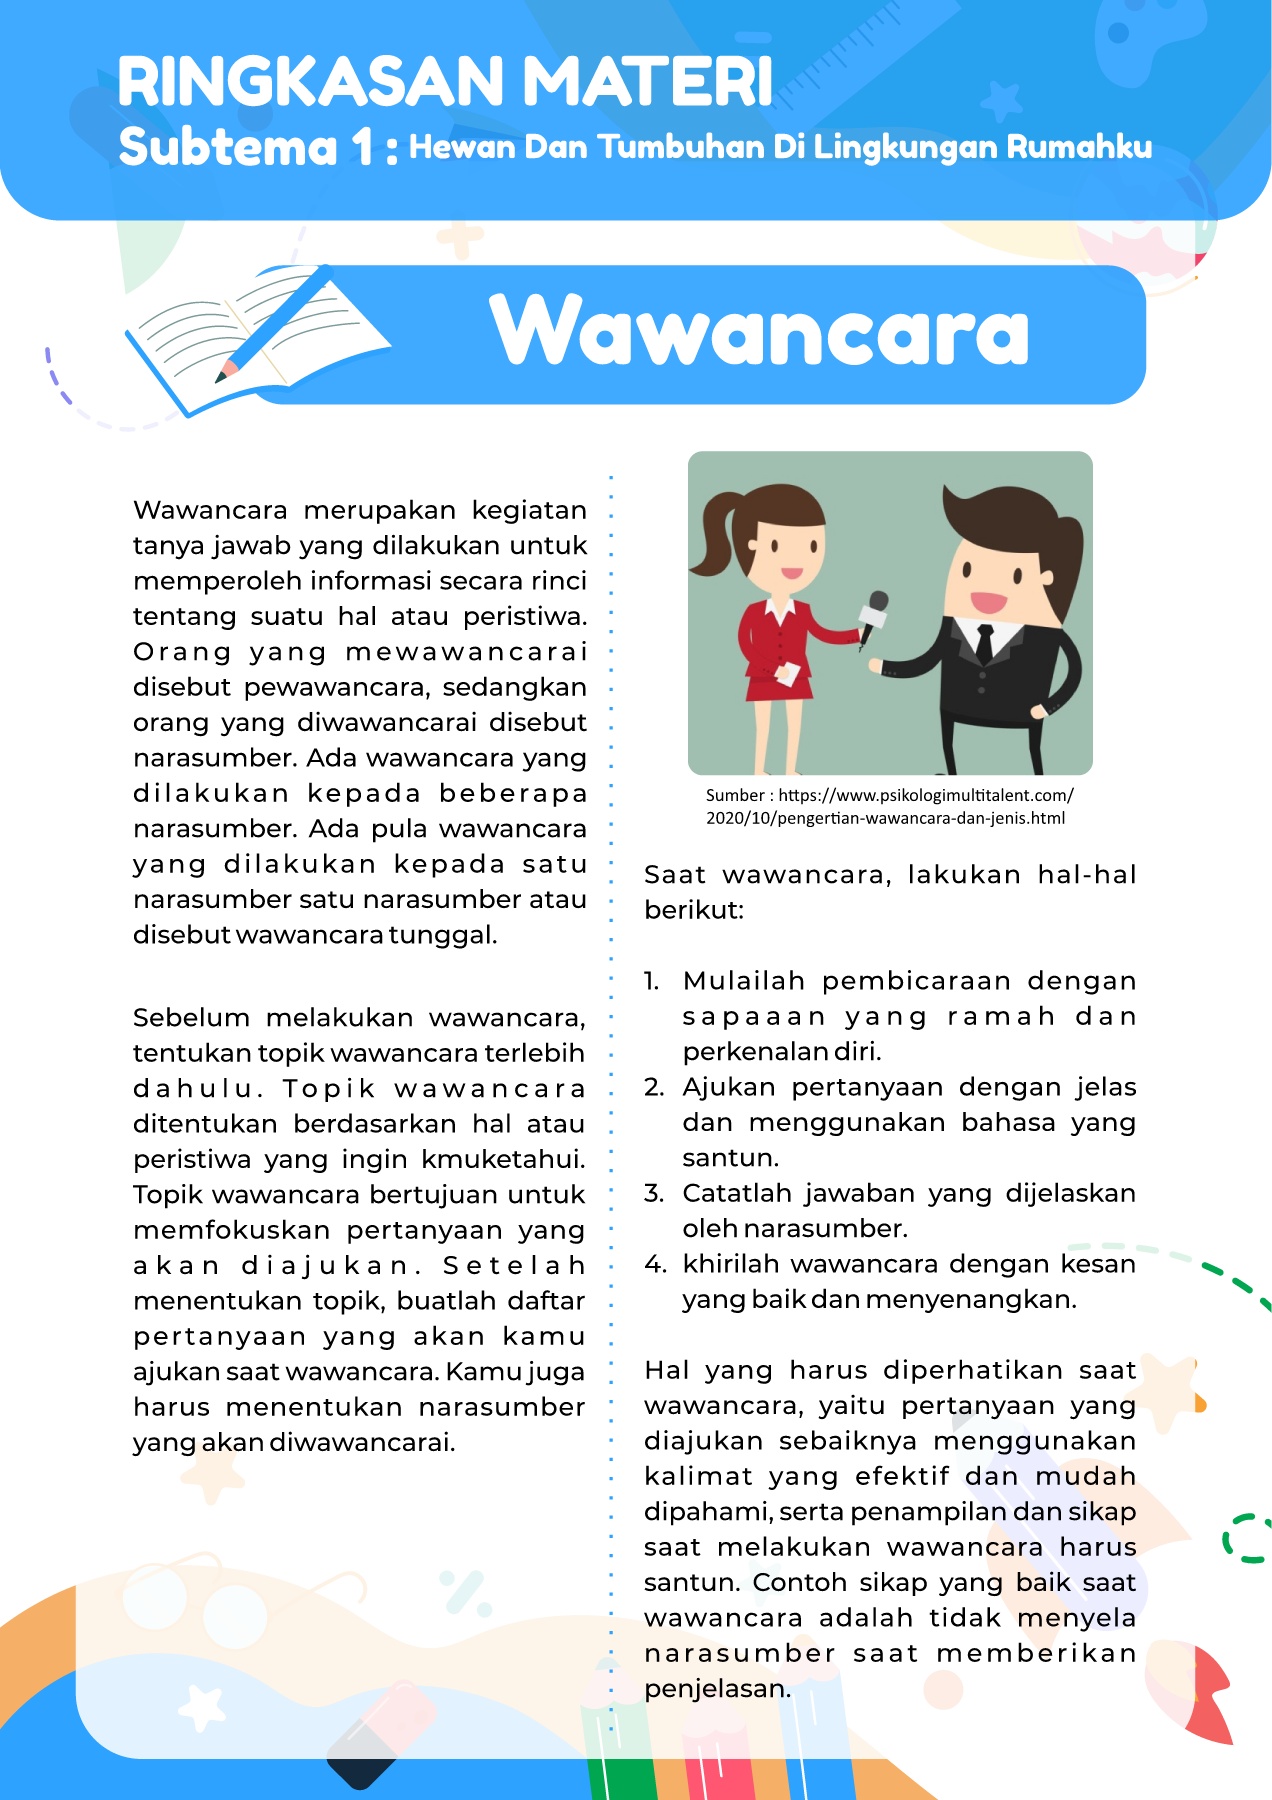 RINGKASAN MATERI
Subtema 1 : Hewan Dan Tumbuhan Di Lingkungan Rumahku
Wawancara
Wawancara merupakan kegiatan
tanya jawab yang dilakukan untuk
memperoleh informasi secara rinci
tentang suatu hal atau peristiwa.
Orang yang mewawancarai
disebut pewawancara, sedangkan
orang yang diwawancarai disebut
narasumber. Ada wawancara yang
dilakukan kepada beberapa
narasumber. Ada pula wawancara
yang dilakukan kepada satu
narasumber satu narasumber atau
disebut wawancara tunggal.
Sebelum melakukan wawancara,
tentukan topik wawancara terlebih
dahulu. Topik wawancara
ditentukan berdasarkan hal atau
peristiwa yang ingin kmuketahui.
Topik wawancara bertujuan untuk
memfokuskan pertanyaan yang
akan diajukan. Setelah
menentukan topik, buatlah daftar
pertanyaan yang akan kamu
ajukan saat wawancara. Kamu juga
harus menentukan narasumber
yang akan diwawancarai.
Sumber : https://www.psikologimultitalent.com/
2020/10/pengertian-wawancara-dan-jenis.html
Saat wawancara, lakukan hal-hal
berikut:
1. Mulailah pembicaraan dengan
sapaaan yang ramah dan
perkenalan diri.
2. Ajukan pertanyaan dengan jelas
dan menggunakan bahasa yang
santun.
3. Catatlah jawaban yang dijelaskan
oleh narasumber.
4. khirilah wawancara dengan kesan
yang baik dan menyenangkan.
Hal yang harus diperhatikan saat
wawancara, yaitu pertanyaan yang
diajukan sebaiknya menggunakan
kalimat yang efektif dan mudah
dipahami, serta penampilan dan sikap
saat melakukan wawancara harus
santun. Contoh sikap yang baik saat
wawancara adalah tidak menyela
narasumber saat memberikan
penjelasan.